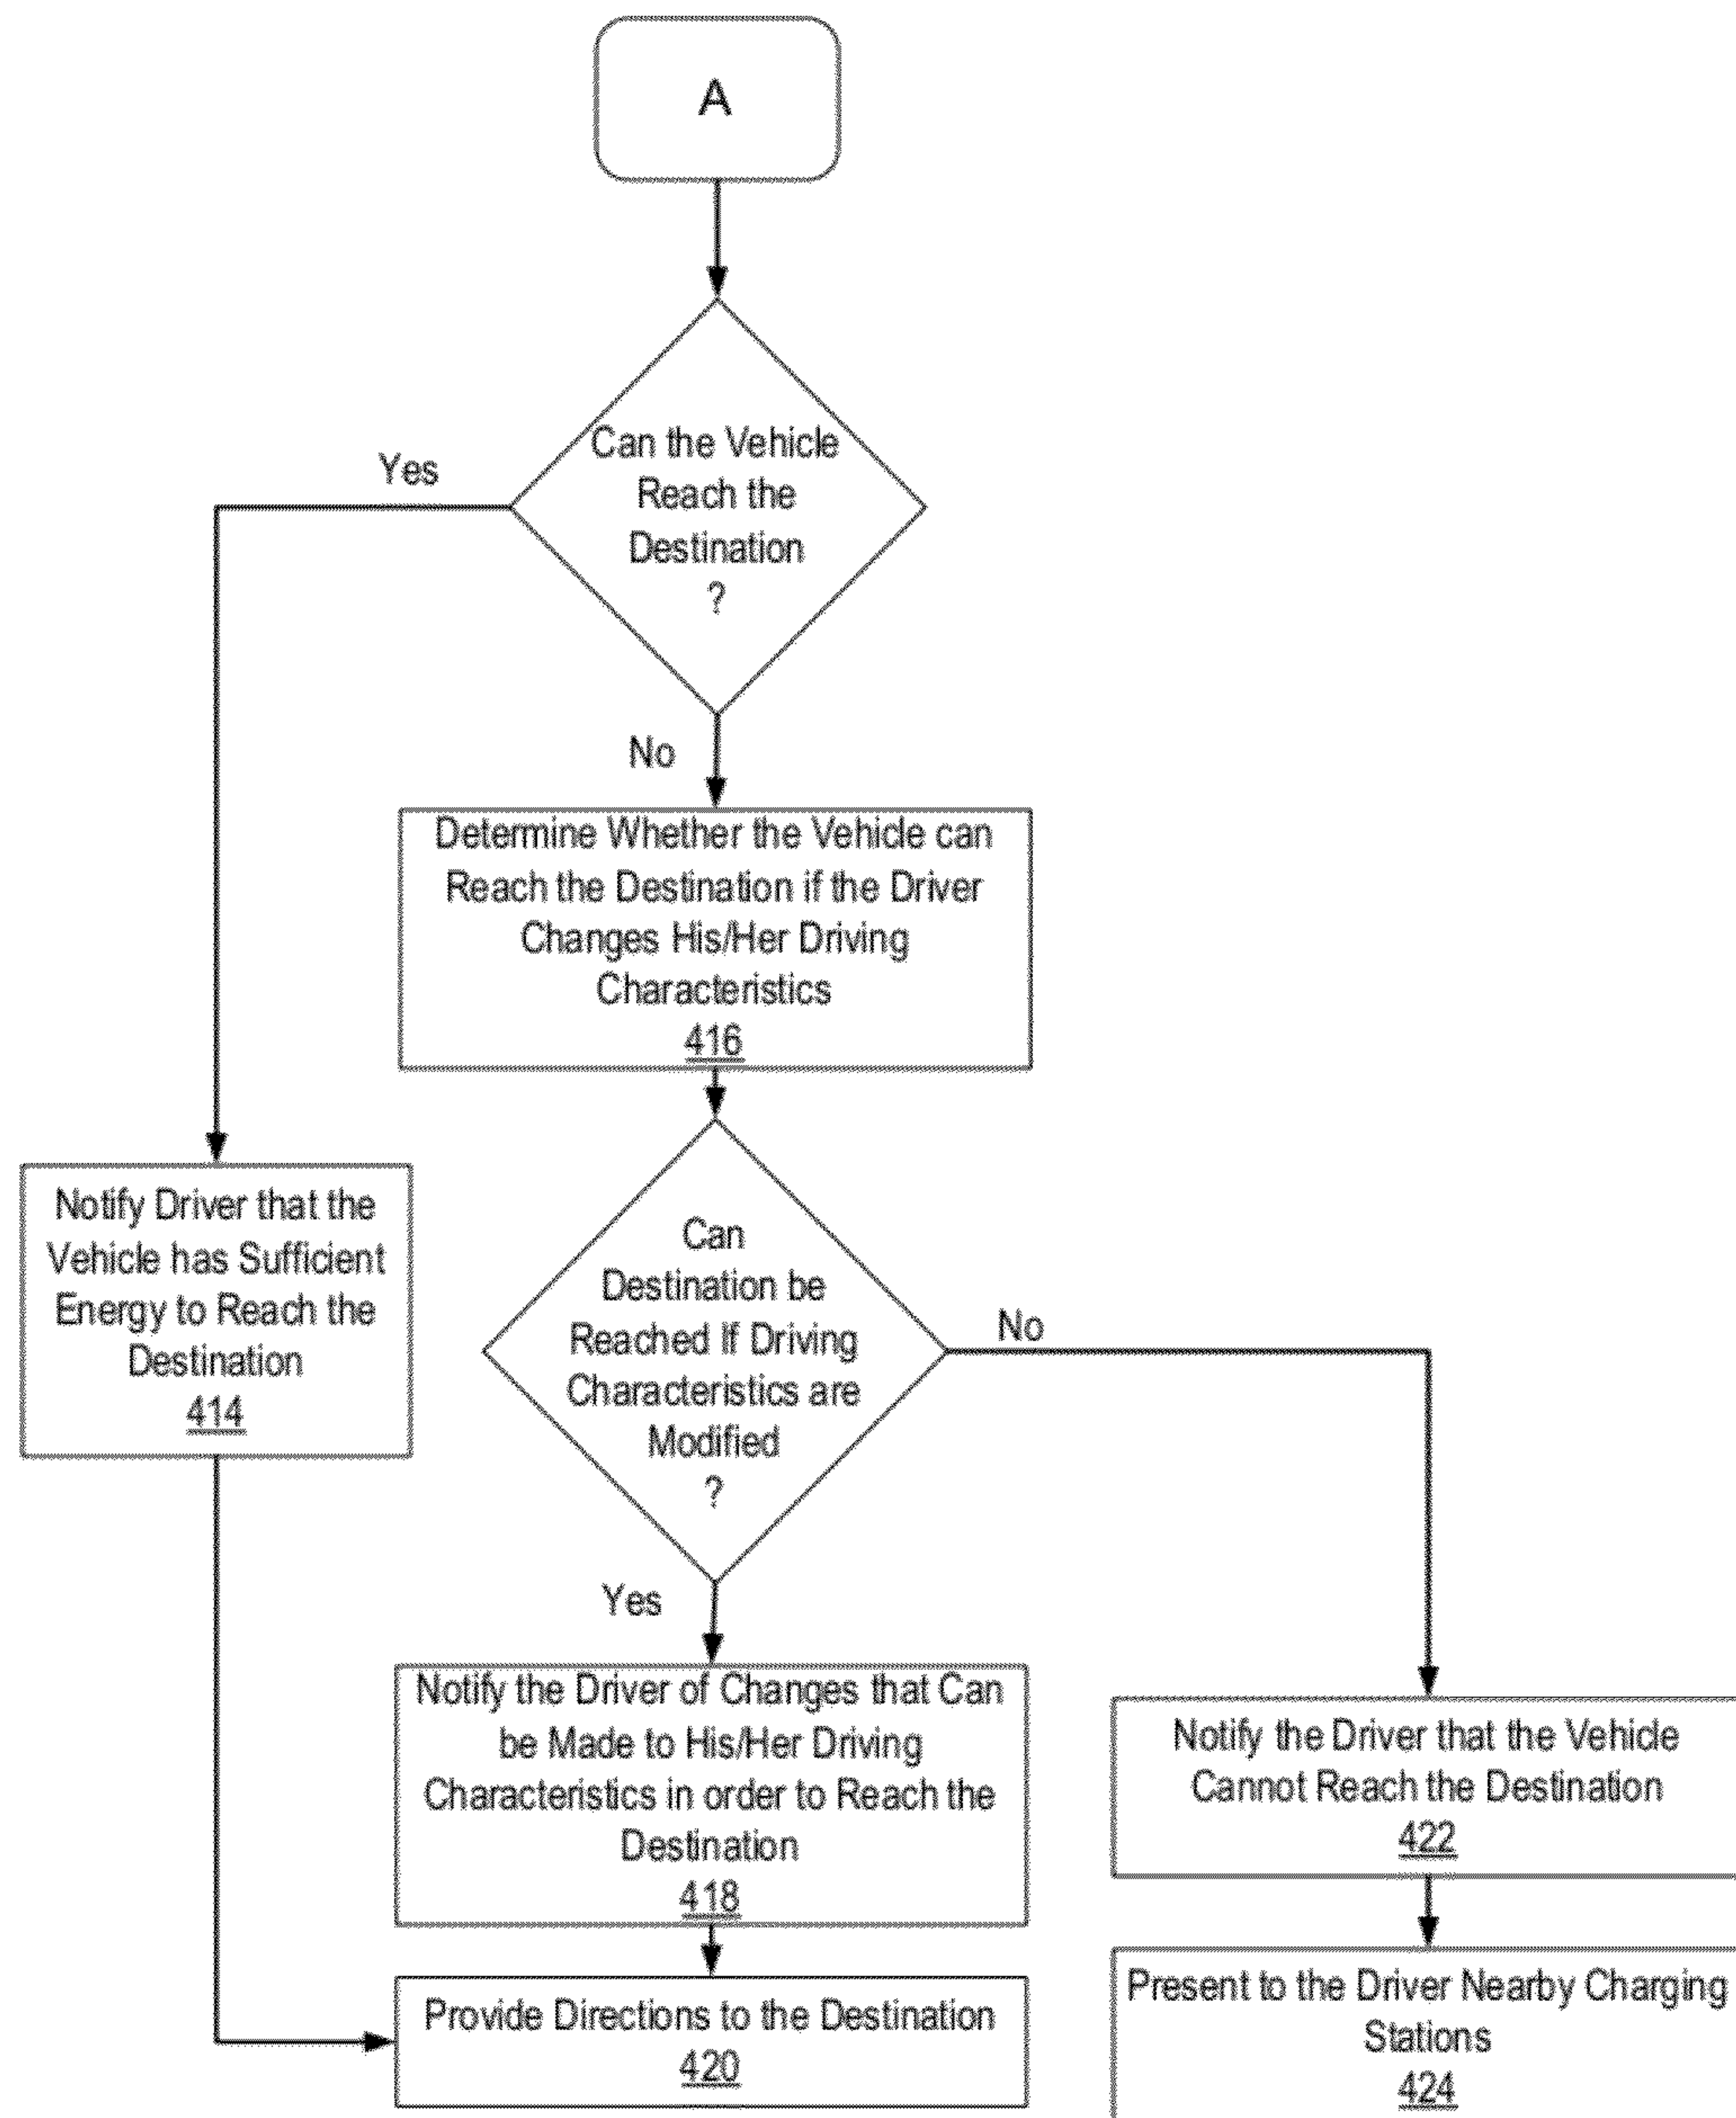 A
Can the Vehicle
Reach the
Destination
?
Yes
No
Determine Whether the Vehicle can
Reach the Destination if the Driver
Changes His/Her Driving
Characteristics
416
Notify Driver that the
Vehicle has Sufficient
Energy to Reach the
Destination
414
Can
Destination be
Reached If Driving
Characteristics are
Modified
?
No
Yes
Notify the Driver of Changes that Can
be Made to His/Her Driving
Characteristics in order to Reach the
Destination
418
Notify the Driver that the Vehicle
Cannot Reach the Destination
422
Provide Directions to the Destination
420
Present to the Driver Nearby Charging
Stations
424